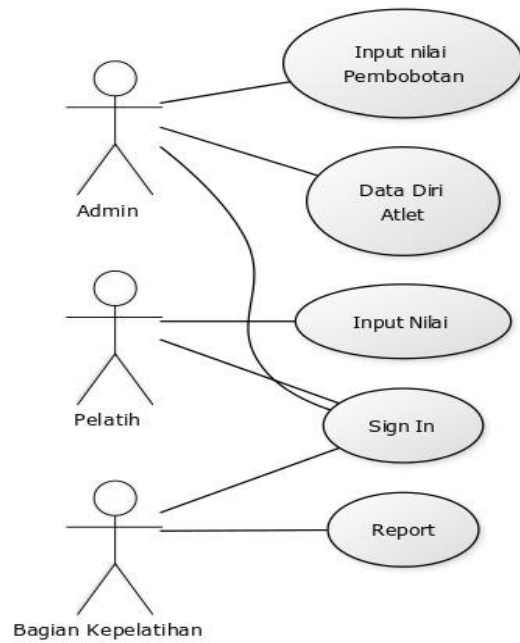 Input nilai
Pembobotan
Admin
Data Diri
Atlet
Input Nilai
Pelatih
Sign In
Report
Bagian Kepelatihan